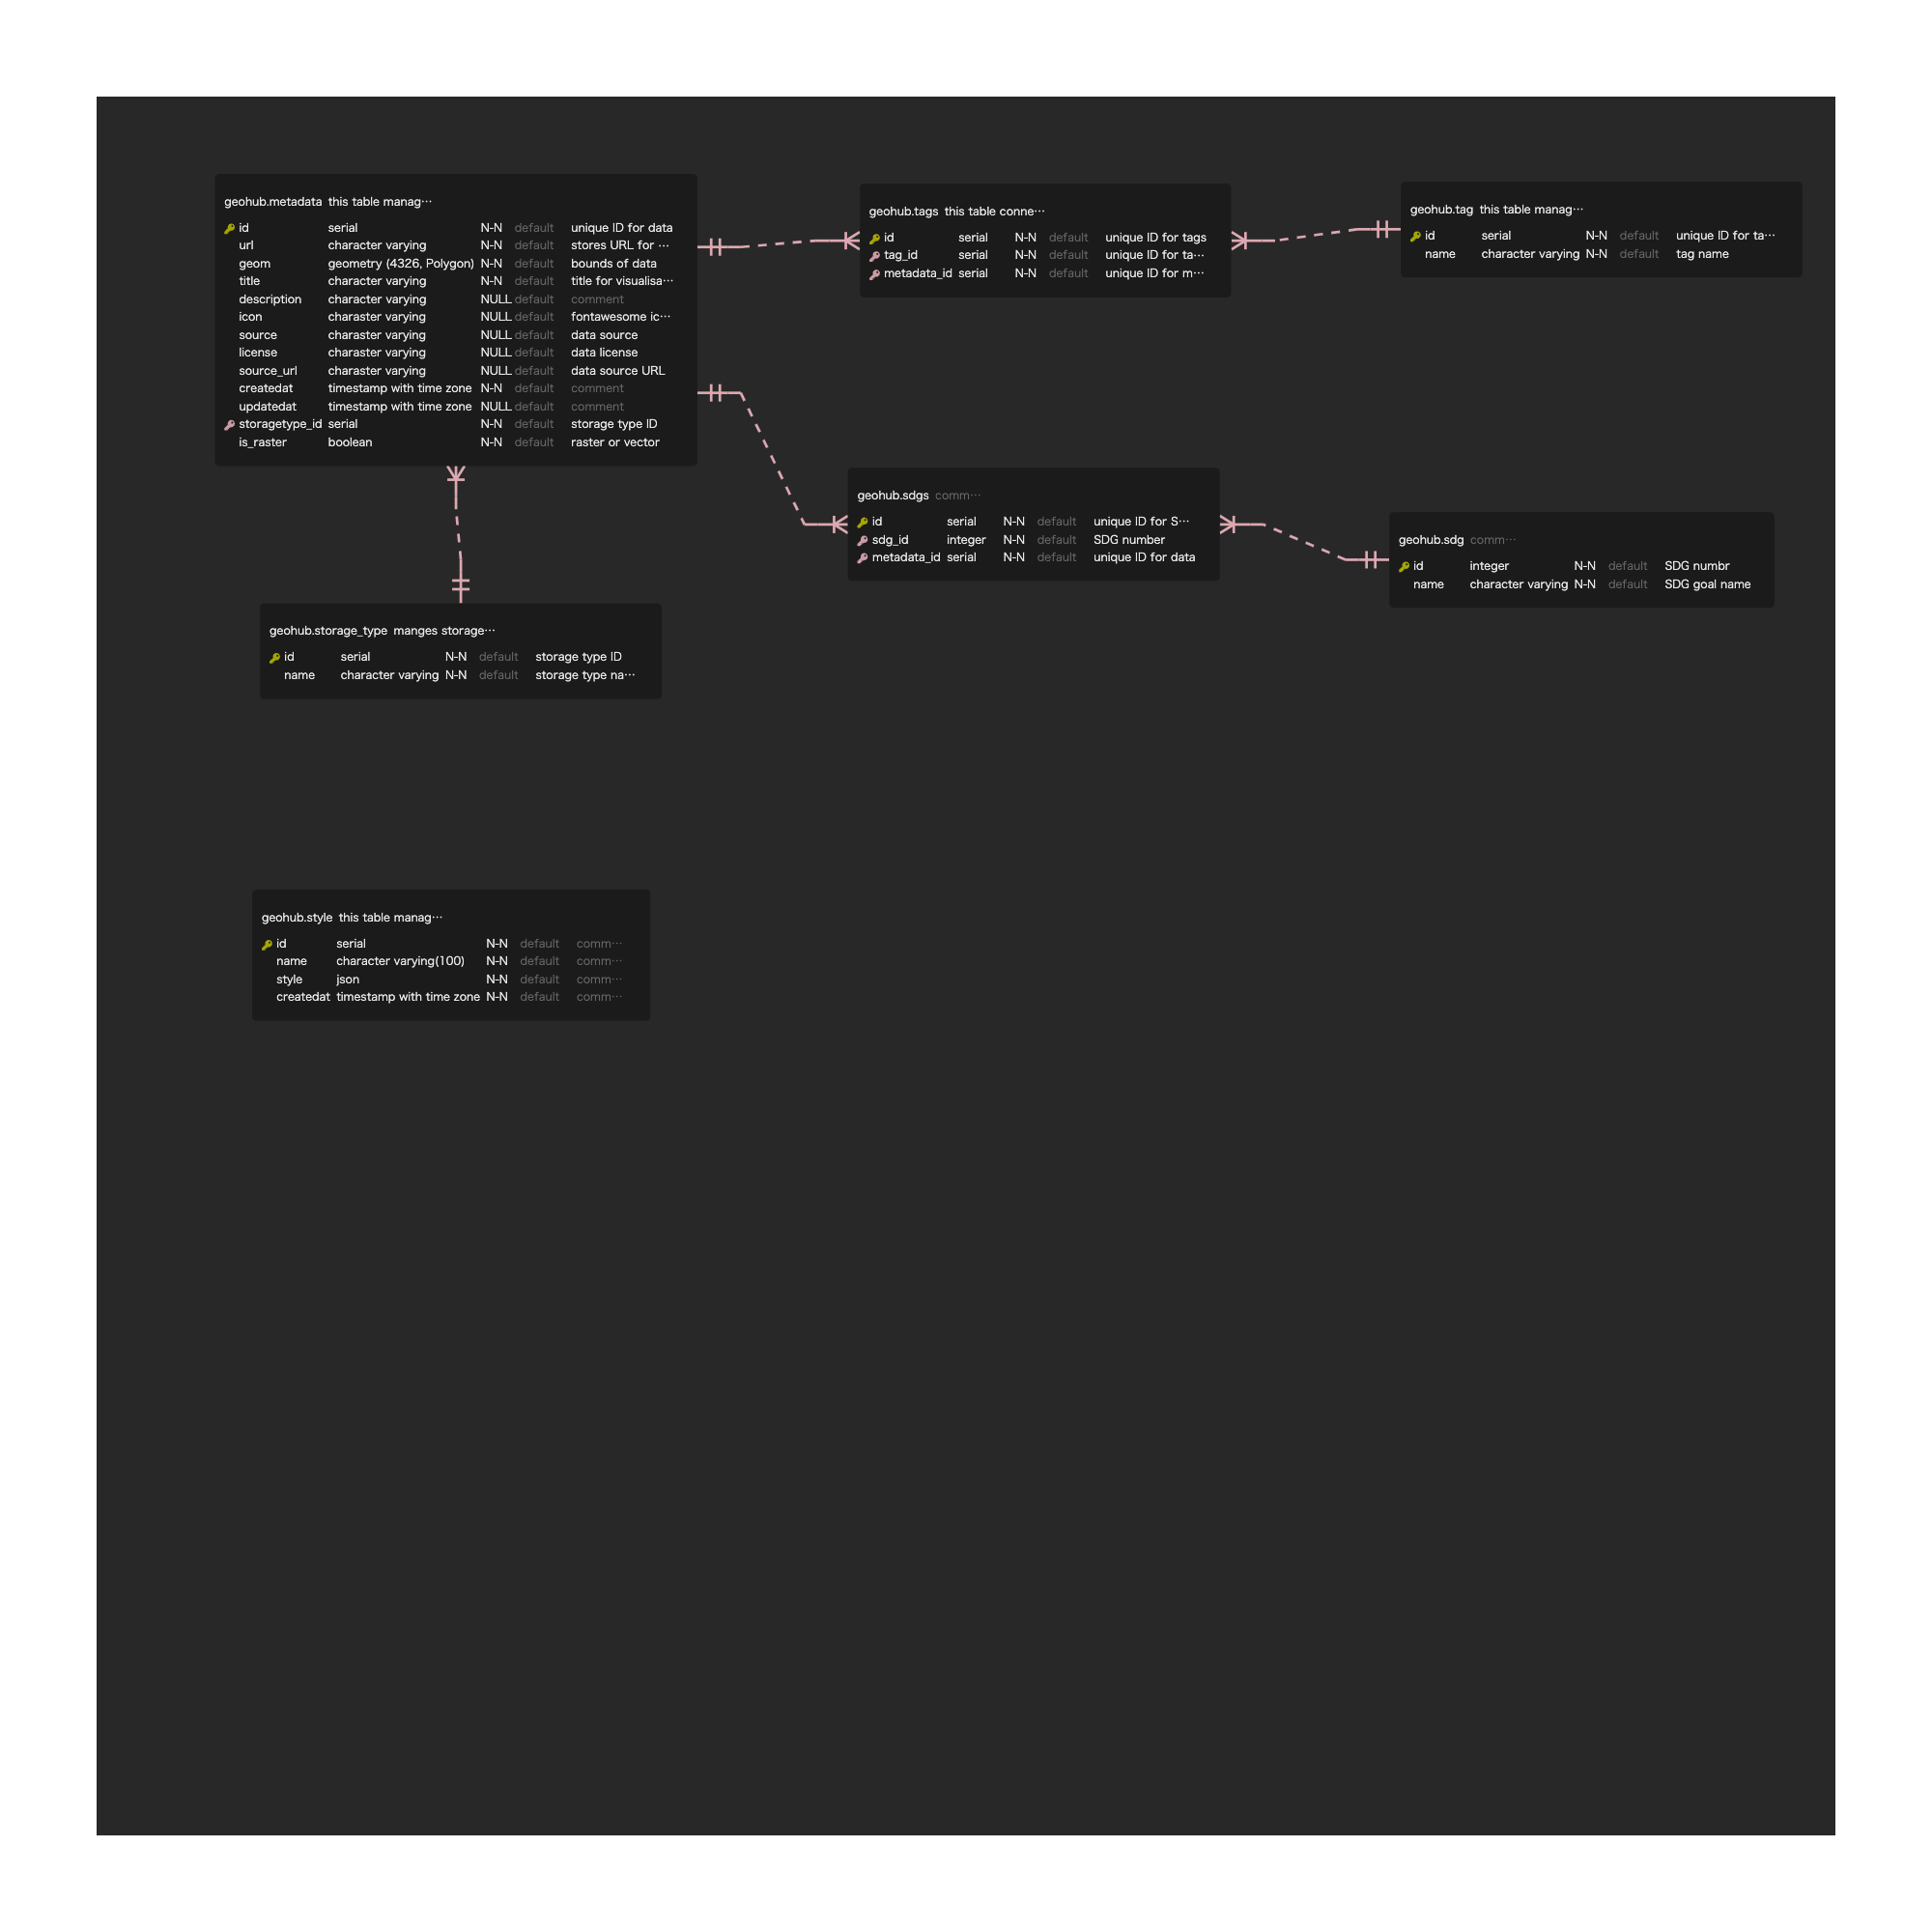 geohub.metadata this table manag…
id serial N-N default unique ID for data
url character varying N-N default stores URL for …
geom geometry (4326, Polygon) N-N default bounds of data
title character varying N-N default title for visualisa…
description character varying NULL default comment
icon charaster varying NULL default fontawesome ic…
source charaster varying NULL default data source
license charaster varying NULL default data license
source_url charaster varying NULL default data source URL
createdat timestamp with time zone N-N default comment
updatedat timestamp with time zone NULL default comment
storagetype_id serial N-N default storage type ID
is_raster boolean N-N default raster or vector
geohub.tags this table conne…
id serial N-N default unique ID for tags
tag_id serial N-N default unique ID for ta…
metadata_id serial N-N default unique ID for m…
geohub.tag this table manag…
id serial N-N default unique ID for ta…
name character varying N-N default tag name
geohub.sdgs comm…
id serial N-N default unique ID for S…
sdg_id integer N-N default SDG number
metadata_id serial N-N default unique ID for data
geohub.sdg comm…
id integer N-N default SDG numbr
name character varying N-N default SDG goal name
geohub.storage_type manges storage…
id serial N-N default storage type ID
name character varying N-N default storage type na…
geohub.style this table manag…
id serial N-N default comm…
name character varying(100) N-N default comm…
style json N-N default comm…
createdat timestamp with time zone N-N default comm…